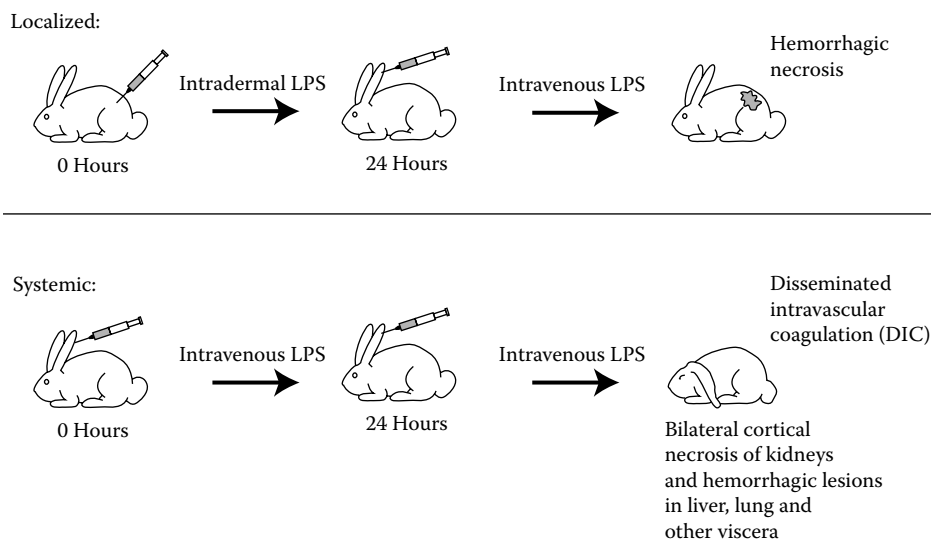 Localized:
Intradermal LPS
Intravenous LPS
Hemorrhagic
necrosis
0 Hours
24 Hours
Systemic:
Intravenous LPS
Intravenous LPS
Disseminated
intravascular
coagulation (DIC)
0 Hours
24 Hours
Bilateral cortical
necrosis of kidneys
and hemorrhagic lesions
in liver, lung and
other viscera